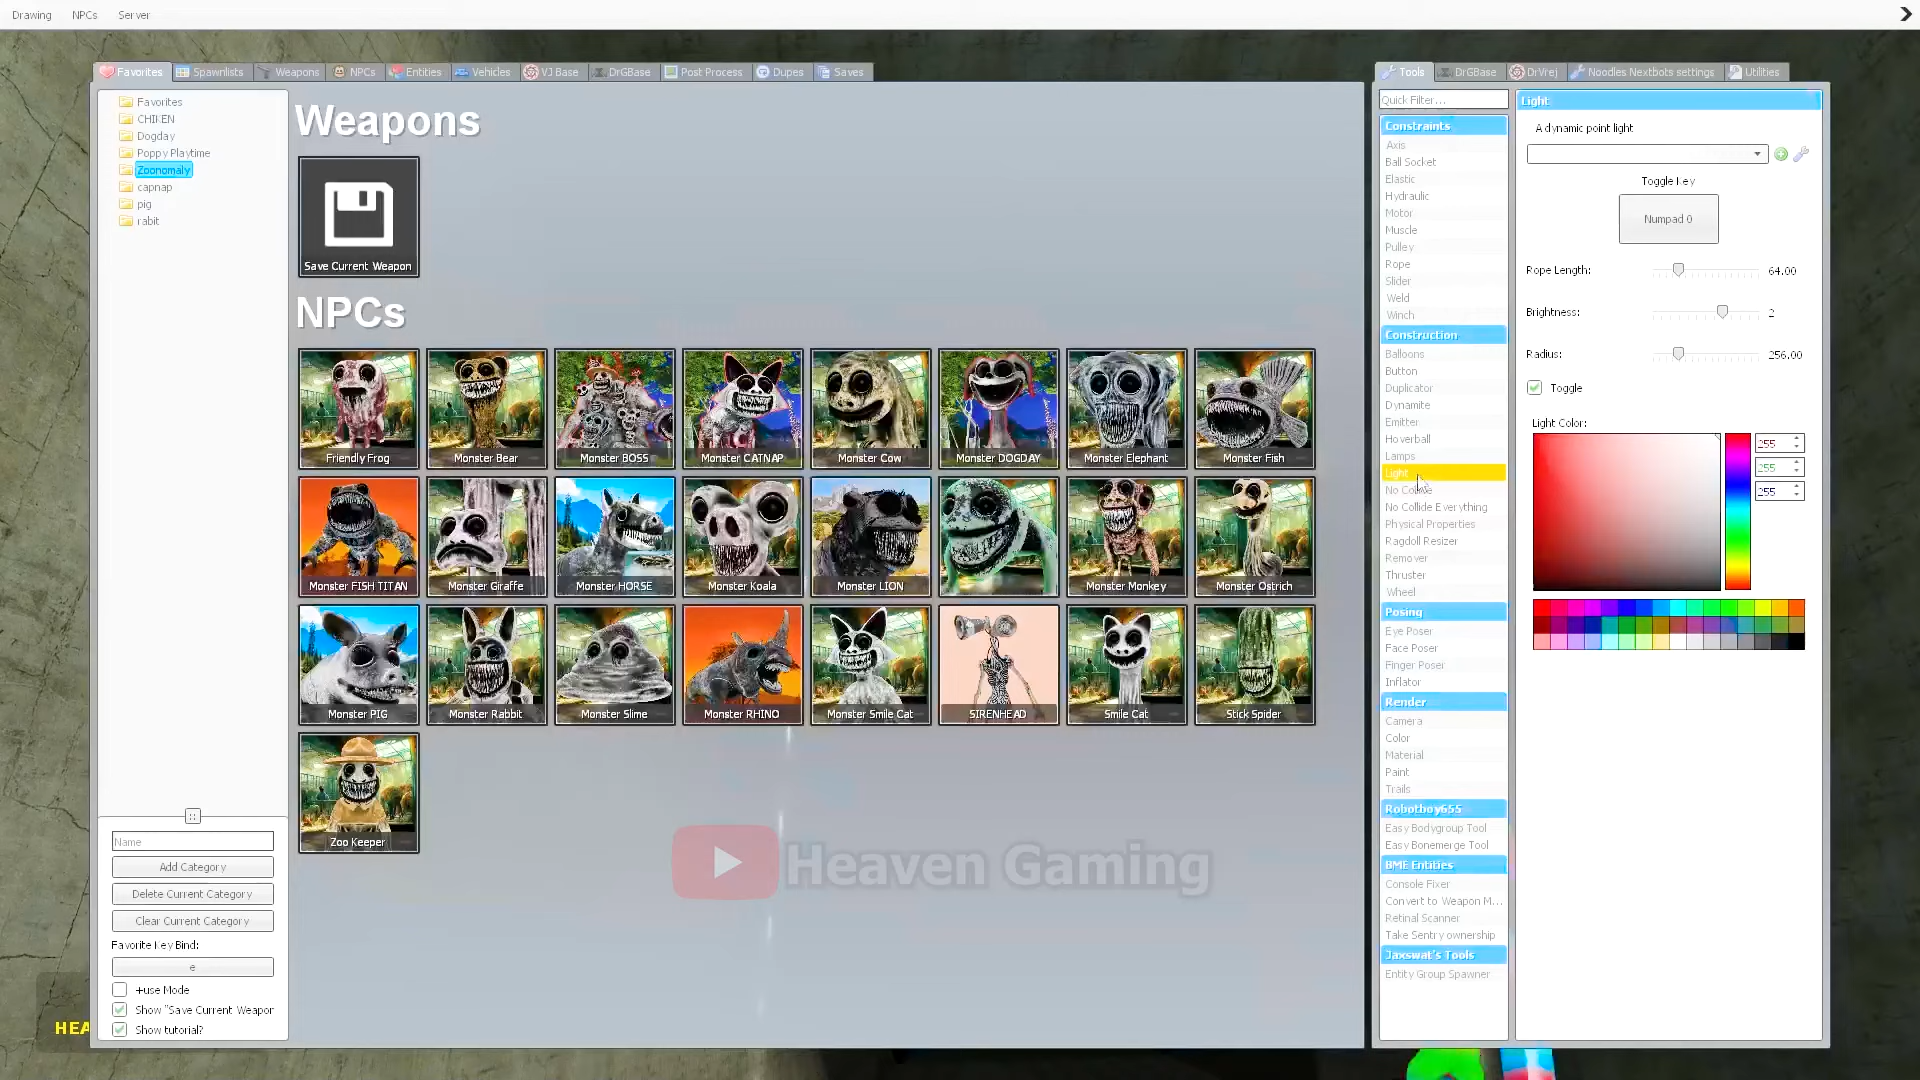 Drawing
NPCs
Server
Favorites
Spawnlists
Weapons
NPCs
Entities
Vehicles
VJ Base
DrGBase
Post Process
Dupes
Saves
Favorites
CHIKEN
Dogday
Poppy Playtime
Zoonomaly
capnap
pig
rabit
Name
Add Category
Delete Current Category
Clear Current Category
Favorite Key Bind:
e
+use Mode
Show "Save Current Weapor
Show tutorial?
HEA
Weapons
Save Current Weapon
NPCs
Friendly Frog
Monster Bear
Monster BOSS
Monster CATNAP
Monster Cow
Monster DOGDAY
Monster Elephant
Monster Fish
Monster FISH TITAN
Monster Giraffe
Monster HORSE
Monster Koala
Monster LION
Monster Monkey
Monster Ostrich
Monster PIG
Monster Rabbit
Monster Slime
Monster RHINO
Monster Smile Cat
SIRENHEAD
Smile Cat
Stick Spider
Zoo Keeper
Heaven Gaming
Tools
DrGBase
DrVrej
Noodles Nextbots settings
Utilities
Quick Filter...
Constraints
Axis
Ball Socket
Elastic
Hydraulic
Motor
Muscle
Pulley
Rope
Slider
Weld
Winch
Construction
Balloons
Button
Duplicator
Dynamite
Emitter
Hoverball
Lamps
Light
No Collide
No Collide Everything
Physical Properties
Ragdoll Resizer
Remover
Thruster
Wheel
Posing
Eye Poser
Face Poser
Finger Poser
Inflator
Render
Camera
Color
Material
Paint
Trails
Robotboy655
Easy Bodygroup Tool
Easy Bonemerge Tool
BME Entities
Console Fixer
Convert to Weapon M...
Retinal Scanner
Take Sentry ownership
Jaxswat's Tools
Entity Group Spawner
Light
A dynamic point light
Toggle Key
Numpad 0
Rope Length: 64.00
Brightness: 2
Radius: 256.00
Toggle
Light Color:
255
255
255